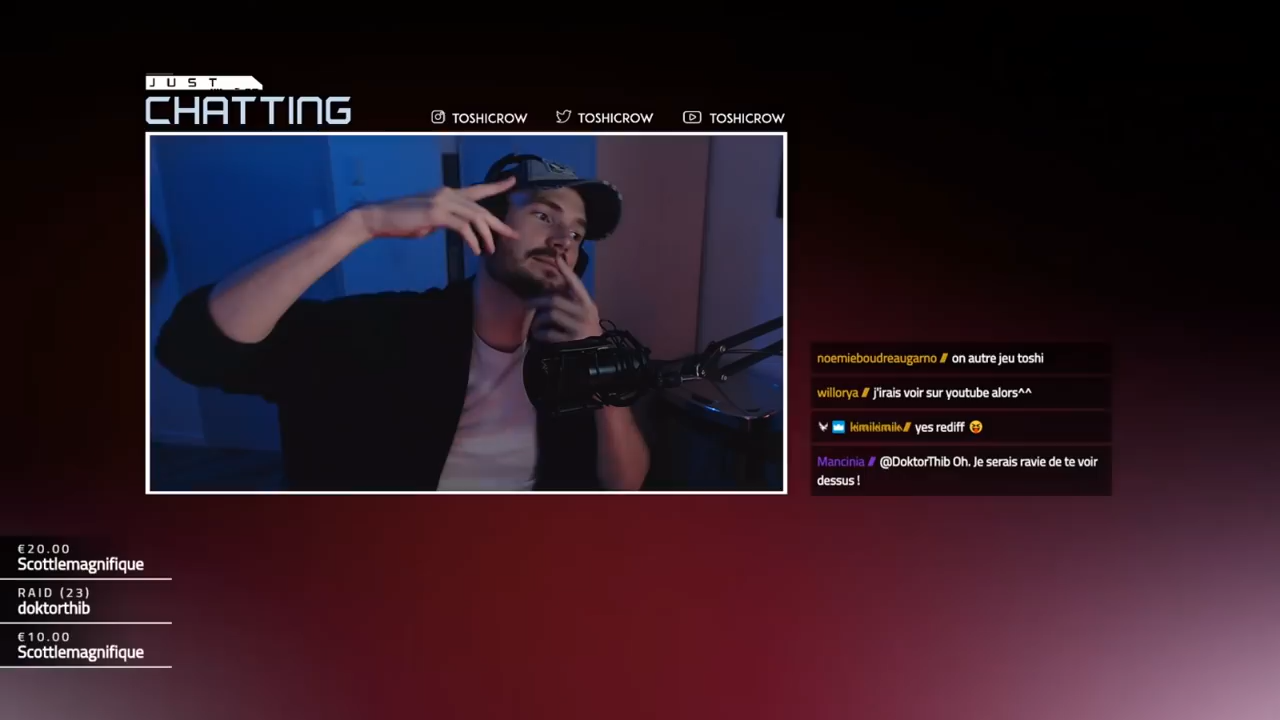 JUST
CHATTING
TOSHICROW TOSHICROW TOSHICROW
noemieboudreaugarno // on autre jeu toshi
willorya // j'irais voir sur youtube alors^^
kimikimik // yes rediff 😝
Mancinia // @DoktorThib Oh. Je serais ravie de te voir
dessus !
€20.00
Scottlemagnifique
RAID (23)
doktorthib
€10.00
Scottlemagnifique